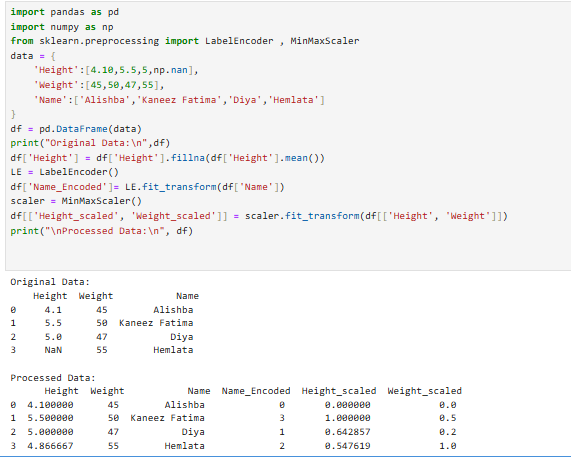 import pandas as pd
import numpy as np
from sklearn.preprocessing import LabelEncoder , MinMaxScaler
data = {
    'Height':[4.10,5.5,5,np.nan],
    'Weight':[45,50,47,55],
    'Name':['Alishba','Kaneez Fatima','Diya','Hemlata']
}
df = pd.DataFrame(data)
print("Original Data:\n",df)
df['Height'] = df['Height'].fillna(df['Height'].mean())
LE = LabelEncoder()
df['Name_Encoded']= LE.fit_transform(df['Name'])
scaler = MinMaxScaler()
df[['Height_scaled', 'Weight_scaled']] = scaler.fit_transform(df[['Height', 'Weight']])
print("\nProcessed Data:\n", df)
Original Data:
    Height  Weight           Name
0     4.1      45        Alishba
1     5.5      50  Kaneez Fatima
2     5.0      47           Diya
3     NaN      55        Hemlata
Processed Data:
      Height  Weight           Name  Name_Encoded  Height_scaled  Weight_scaled
0  4.100000      45        Alishba             0       0.000000            0.0
1  5.500000      50  Kaneez Fatima             3       1.000000            0.5
2  5.000000      47           Diya             1       0.642857            0.2
3  4.866667      55        Hemlata             2       0.547619            1.0